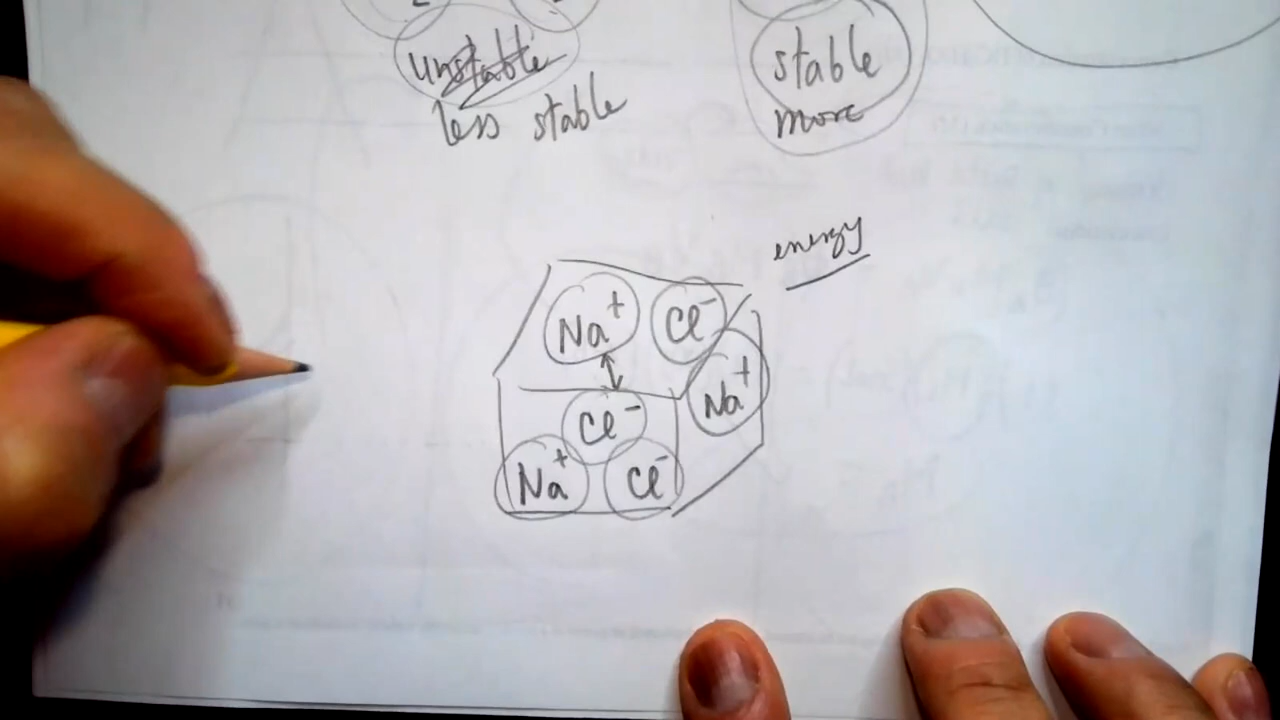 unstable
less stable
stable
more
energy
Na+ Cl-
Na+
Cl-
Na+ Cl-